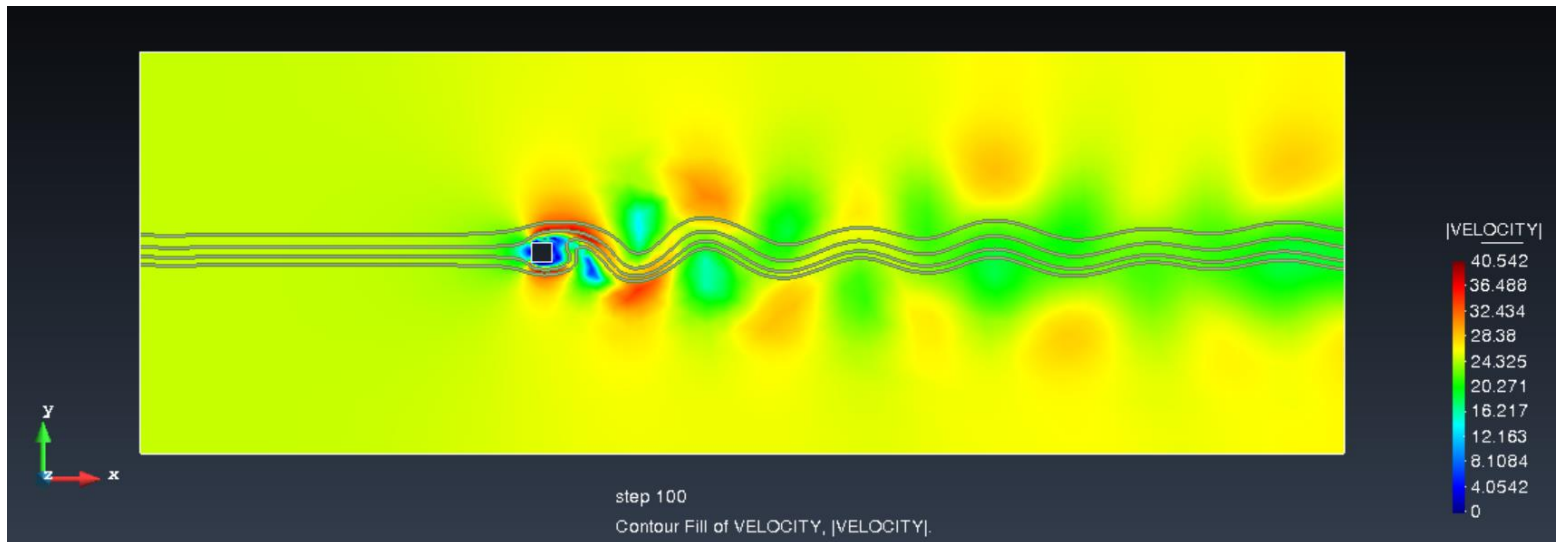 |VELOCITY|
40.542
36.488
32.434
28.38
24.325
20.271
16.217
12.163
8.1084
4.0542
0
y
z
x
step 100
Contour Fill of VELOCITY, |VELOCITY|.